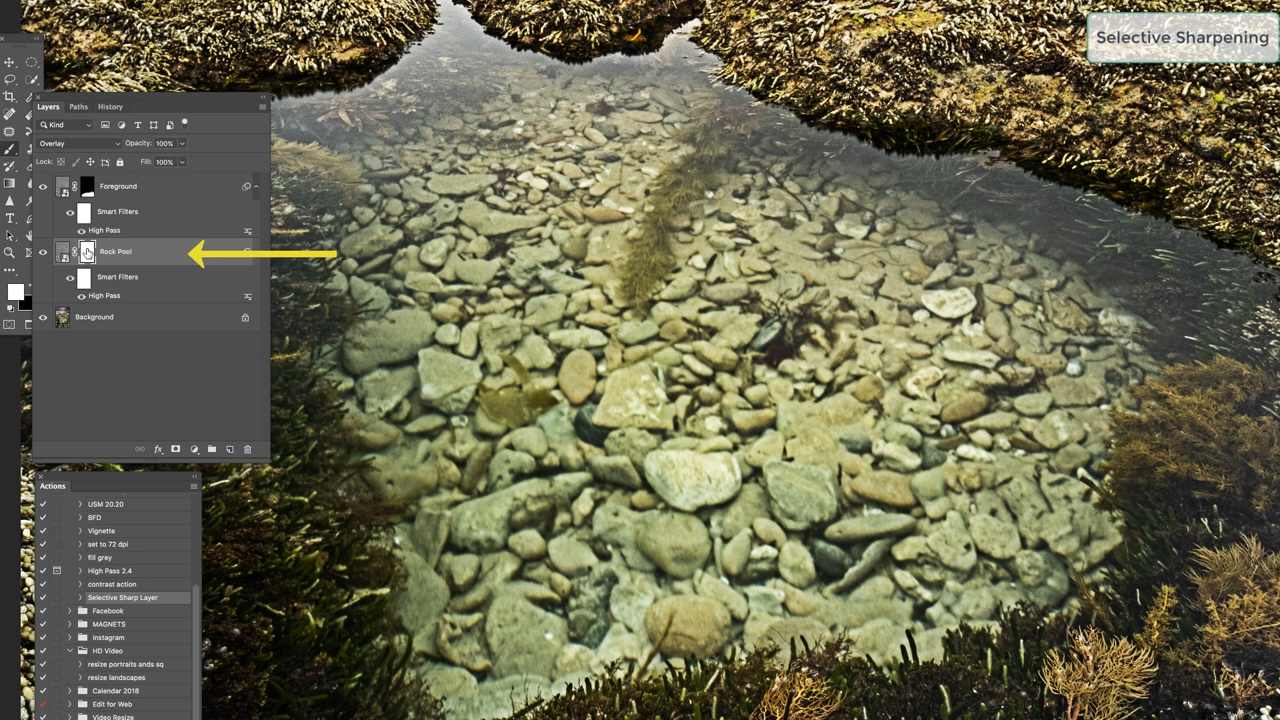 Selective Sharpening
Layers Paths History
Kind
Overlay Opacity: 100%
Lock: Fill: 100%
Foreground
Smart Filters
High Pass
Rock Pool
Smart Filters
High Pass
Background
fx
Actions
USM 20.20
BFD
Vignette
set to 72 dpi
fill grey
High Pass 2.4
contrast action
Selective Sharp Layer
Facebook
MAGNETS
Instagram
HD Video
resize portraits ands sq
resize landscapes
Calendar 2018
Edit for Web
Video Resize